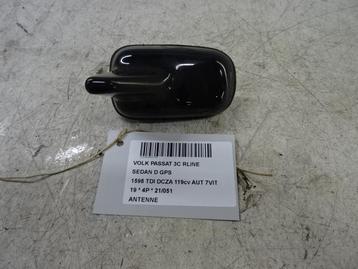 VOLK PASSAT 3C RLINE
SEDAN D GPS
1598 TDI DCZA 119cv AUT 7VIT
19 * 4P * 21/051
ANTENNE